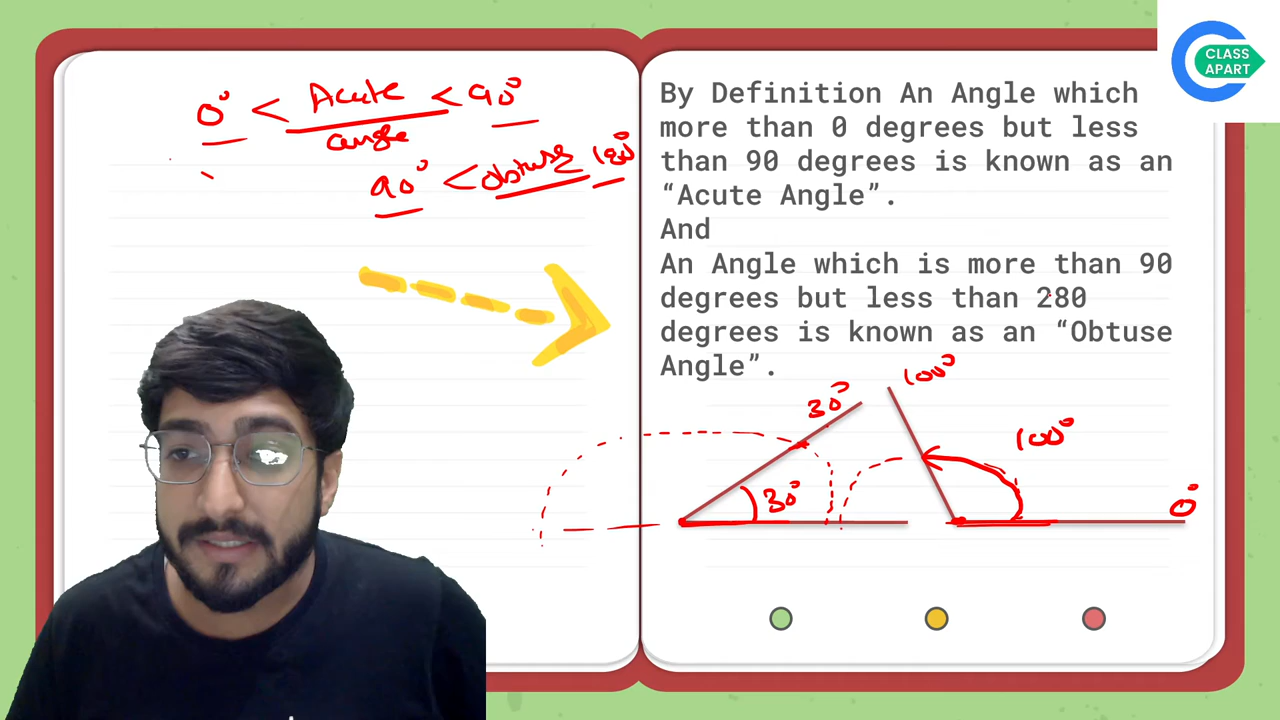 0° < Acute < 90°
angle
90° < obtuse 180°
By Definition An Angle which
more than 0 degrees but less
than 90 degrees is known as an
“Acute Angle”.
And
An Angle which is more than 90
degrees but less than 280
degrees is known as an “Obtuse
Angle”.
CLASS
APART
30° 100°
30° 100° 0°